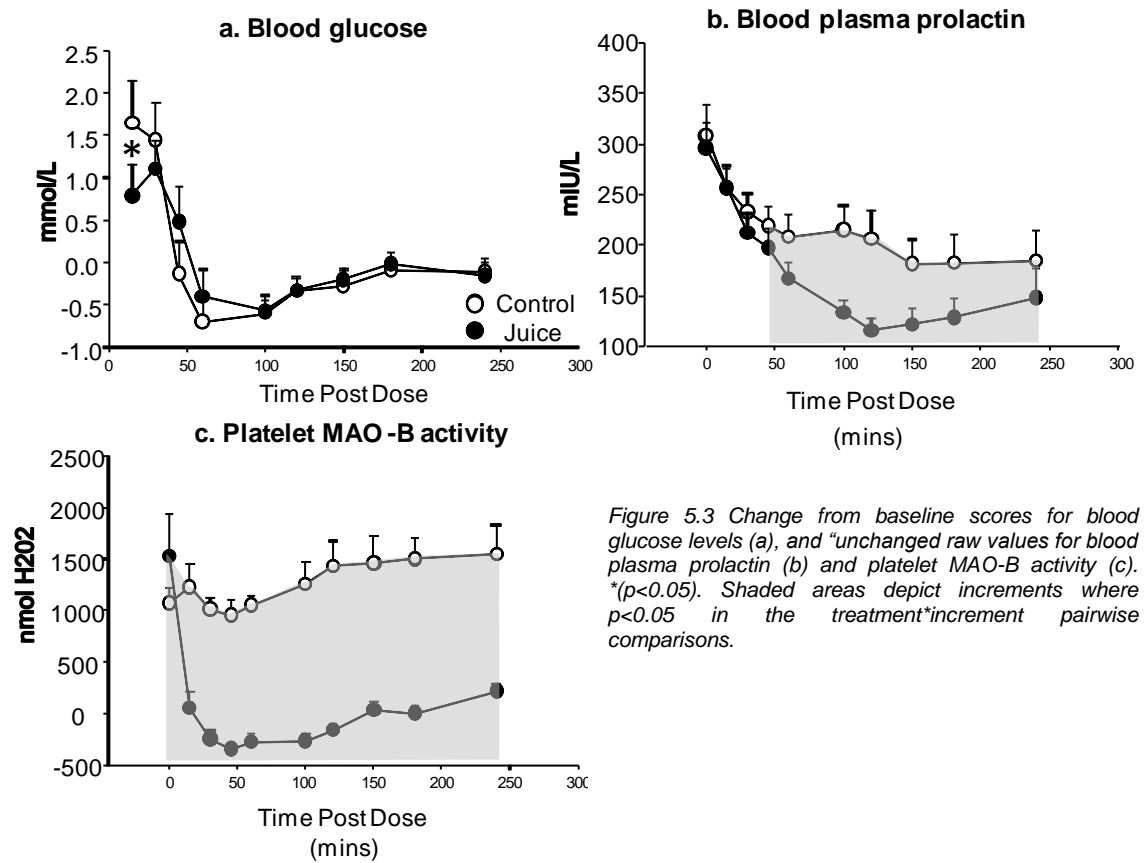 a. Blood glucose
2.5
2.0
1.5
1.0
0.5
0.0
-0.5
-1.0
mmol/L
*
Control
Juice
0
50
100
150
200
250
300
Time Post Dose
b. Blood plasma prolactin
400
350
300
250
200
150
100
mIU/L
0
50
100
150
200
250
300
Time Post Dose
(mins)
c. Platelet MAO -B activity
2500
2000
1500
1000
500
0
-500
nmol H202
0
50
100
150
200
250
300
Time Post Dose
(mins)
Figure 5.3 Change from baseline scores for blood
glucose levels (a), and “unchanged raw values for blood
plasma prolactin (b) and platelet MAO-B activity (c).
*(p<0.05). Shaded areas depict increments where
p<0.05 in the treatment*increment pairwise
comparisons.